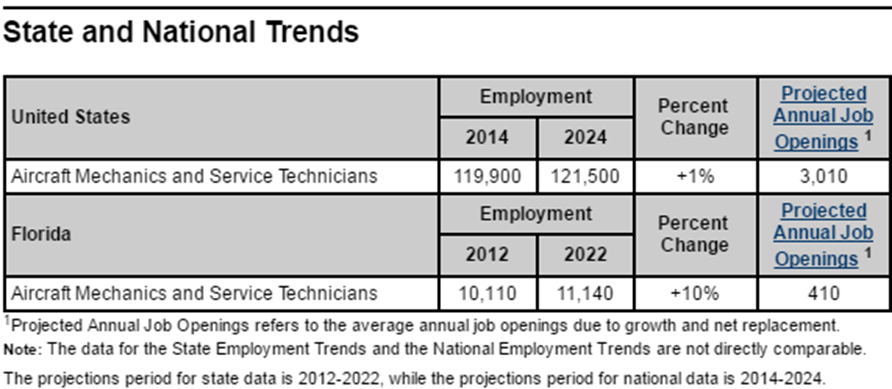 State and National Trends
United States
Employment
Percent
Change
Projected
Annual Job
Openings 1
2014 2024
Aircraft Mechanics and Service Technicians 119,900 121,500 +1% 3,010
Florida
Employment
Percent
Change
Projected
Annual Job
Openings 1
2012 2022
Aircraft Mechanics and Service Technicians 10,110 11,140 +10% 410
1Projected Annual Job Openings refers to the average annual job openings due to growth and net replacement.
Note: The data for the State Employment Trends and the National Employment Trends are not directly comparable.
The projections period for state data is 2012-2022, while the projections period for national data is 2014-2024.